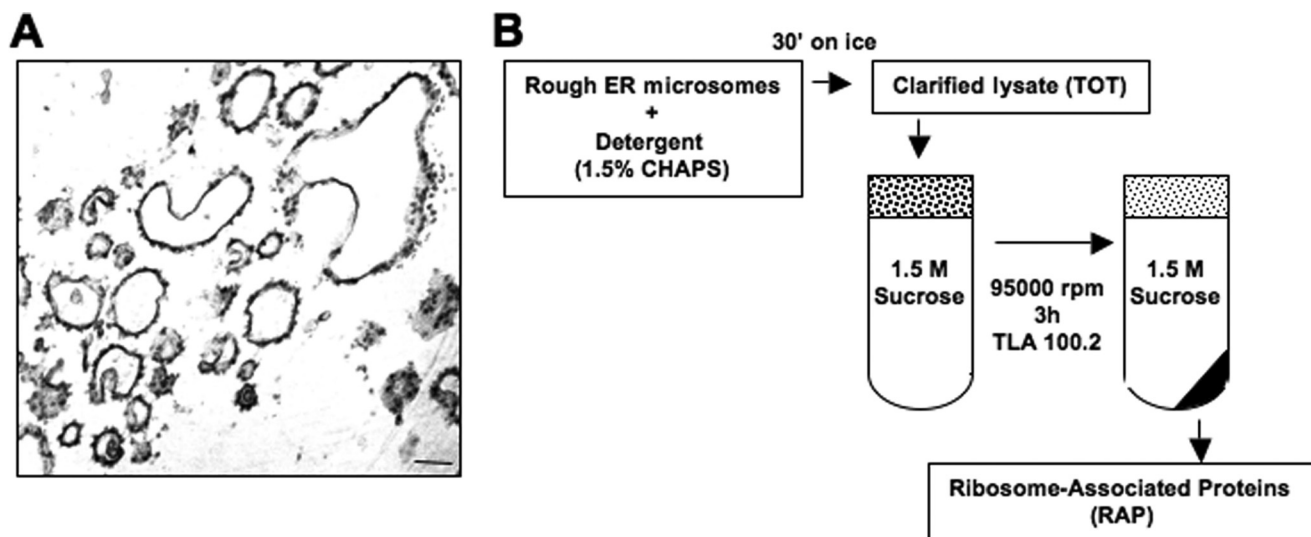 A
B
30' on ice
Rough ER microsomes
+
Detergent
(1.5% CHAPS)
Clarified lysate (TOT)
1.5 M
Sucrose
95000 rpm
3h
TLA 100.2
1.5 M
Sucrose
Ribosome-Associated Proteins
(RAP)